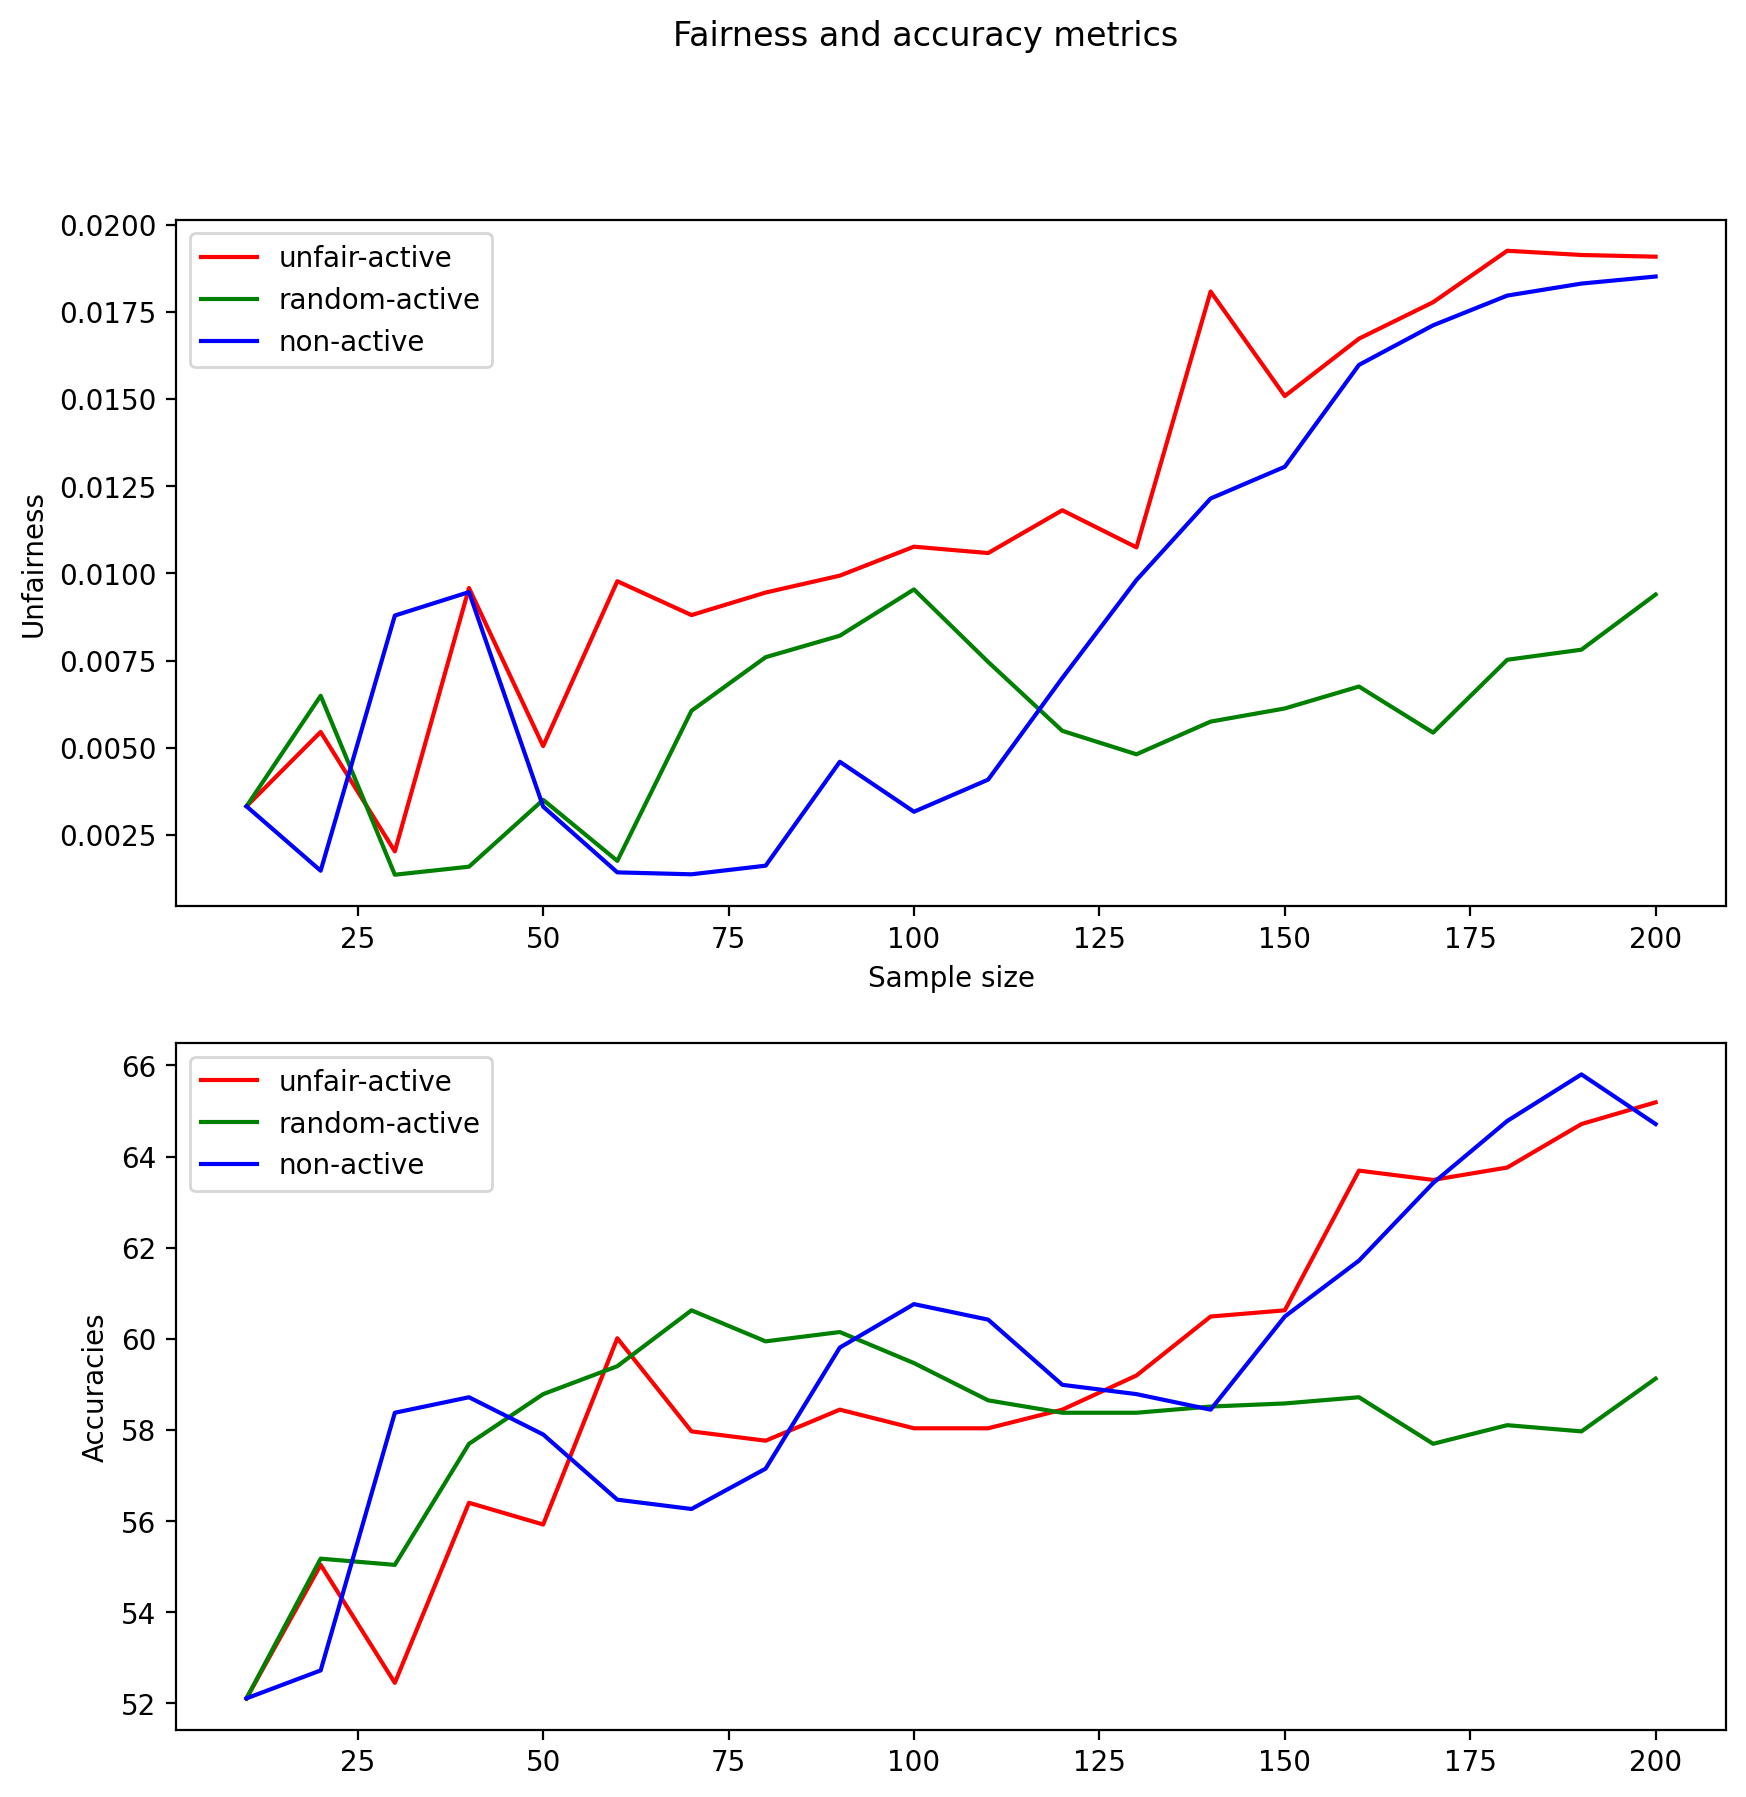 Fairness and accuracy metrics
0.0200
0.0175
0.0150
0.0125
0.0100
0.0075
0.0050
0.0025
Unfairness
unfair-active
random-active
non-active
25 50 75 100 125 150 175 200
Sample size
66
64
62
60
58
56
54
52
Accuracies
unfair-active
random-active
non-active
25 50 75 100 125 150 175 200